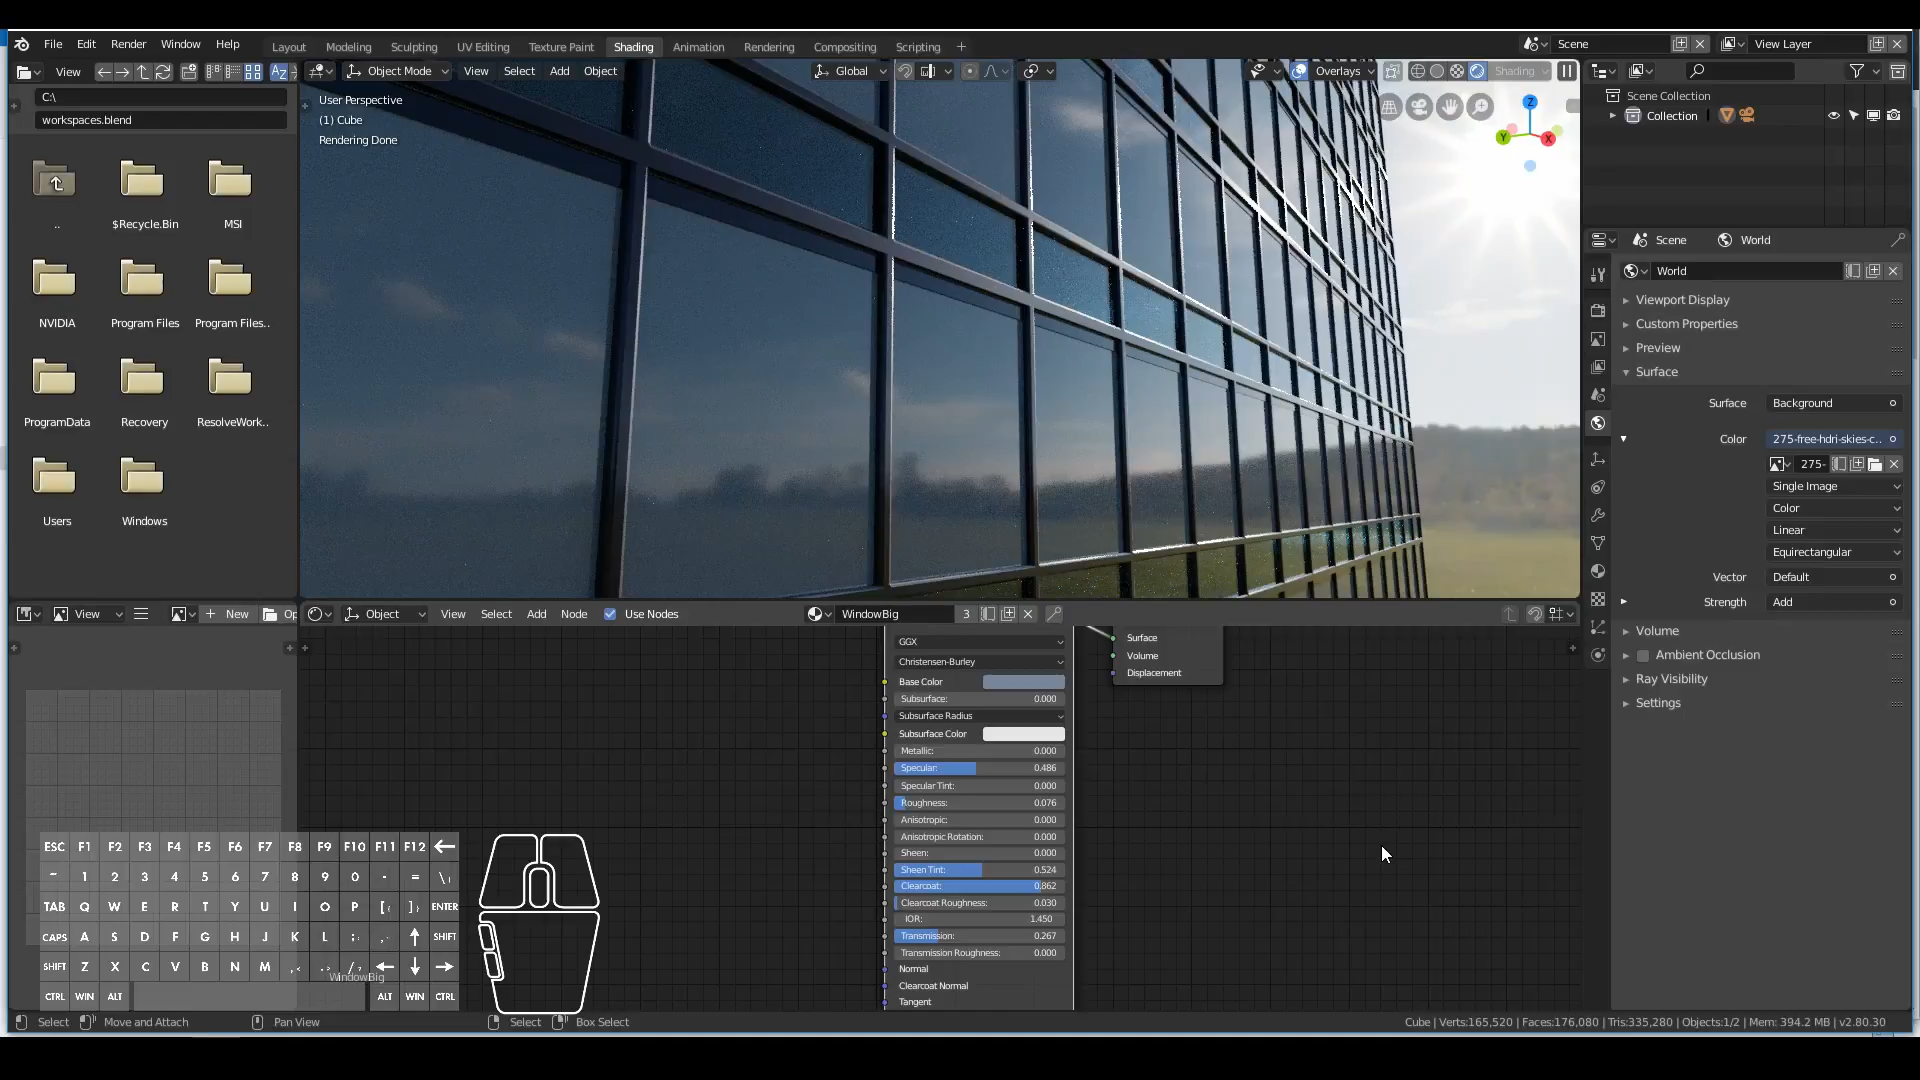 File Edit Render Window Help
Layout Modeling Sculpting UV Editing Texture Paint Shading Animation Rendering Compositing Scripting +
Scene
View Layer
View
AZ
C:\
workspaces.blend
..
$Recycle.Bin
MSI
NVIDIA
Program Files
Program Files..
ProgramData
Recovery
ResolveWork..
Users
Windows
Object Mode
View Select Add Object
Global
Overlays
Shading
User Perspective
(1) Cube
Rendering Done
Z
Y
X
Scene Collection
Collection
Scene
World
World
Viewport Display
Custom Properties
Preview
Surface
Surface Background
Color 275-free-hdri-skies-c..
275-
Single Image
Color
Linear
Equirectangular
Vector Default
Strength Add
Volume
Ambient Occlusion
Ray Visibility
Settings
View
+ New
Op
Object
View Select Add Node
Use Nodes
WindowBig
3
GGX
Christensen-Burley
Base Color
Subsurface: 0.000
Subsurface Radius
Subsurface Color
Metallic: 0.000
Specular: 0.486
Specular Tint: 0.000
Roughness: 0.076
Anisotropic: 0.000
Anisotropic Rotation: 0.000
Sheen: 0.000
Sheen Tint: 0.524
Clearcoat: 0.862
Clearcoat Roughness: 0.030
IOR: 1.450
Transmission: 0.267
Transmission Roughness: 0.000
Normal
Clearcoat Normal
Tangent
Surface
Volume
Displacement
ESC F1 F2 F3 F4 F5 F6 F7 F8 F9 F10 F11 F12
~ 1 2 3 4 5 6 7 8 9 0 - = \|
TAB Q W E R T Y U I O P [{ ]} ENTER
CAPS A S D F G H J K L ;: ,. SHIFT
SHIFT Z X C V B N M ,< .> /?
WindowBig
CTRL WIN ALT ALT WIN CTRL
Select Move and Attach Pan View Select Box Select
Cube | Verts:165,520 | Faces:176,080 | Tris:335,280 | Objects:1/2 | Mem: 394.2 MB | v2.80.30